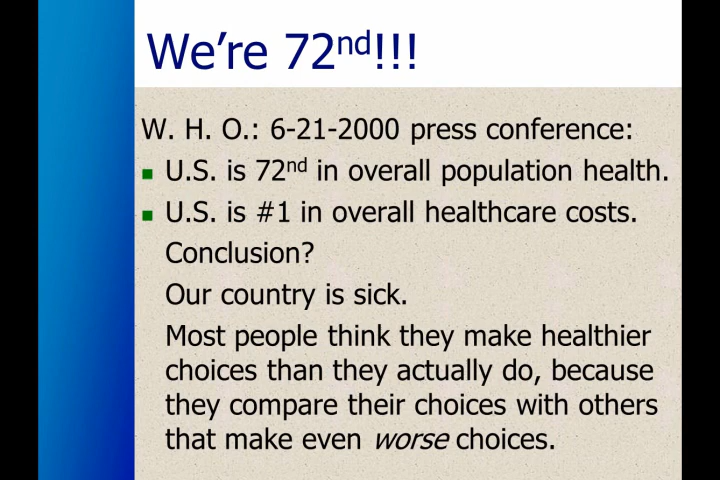 We're 72nd!!!
W. H. O.: 6-21-2000 press conference:
U.S. is 72nd in overall population health.
U.S. is #1 in overall healthcare costs.
Conclusion?
Our country is sick.
Most people think they make healthier
choices than they actually do, because
they compare their choices with others
that make even worse choices.